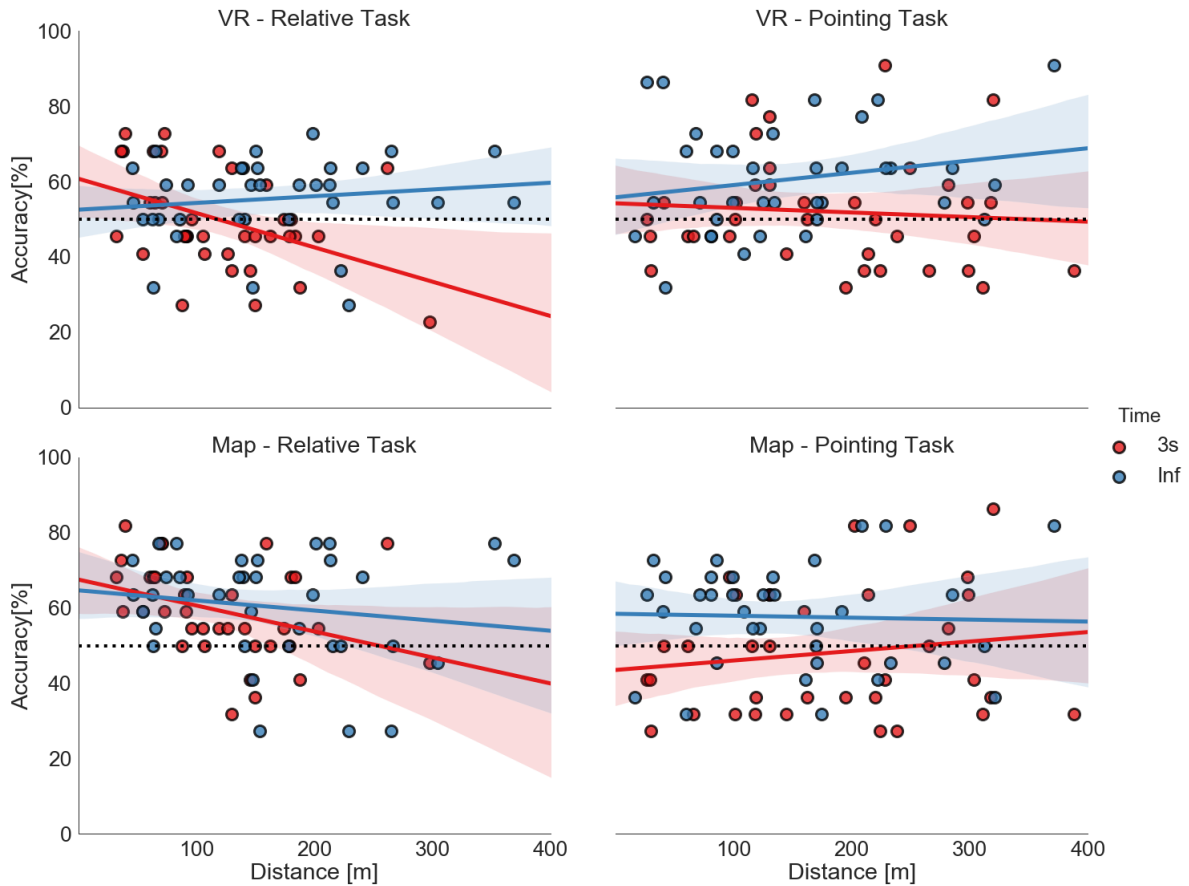 VR - Relative Task
VR - Pointing Task
100
80
60
40
20
0
Accuracy[%]
Time
3s
Inf
Map - Relative Task
Map - Pointing Task
100
80
60
40
20
0
Accuracy[%]
100 200 300 400
Distance [m]
100 200 300 400
Distance [m]